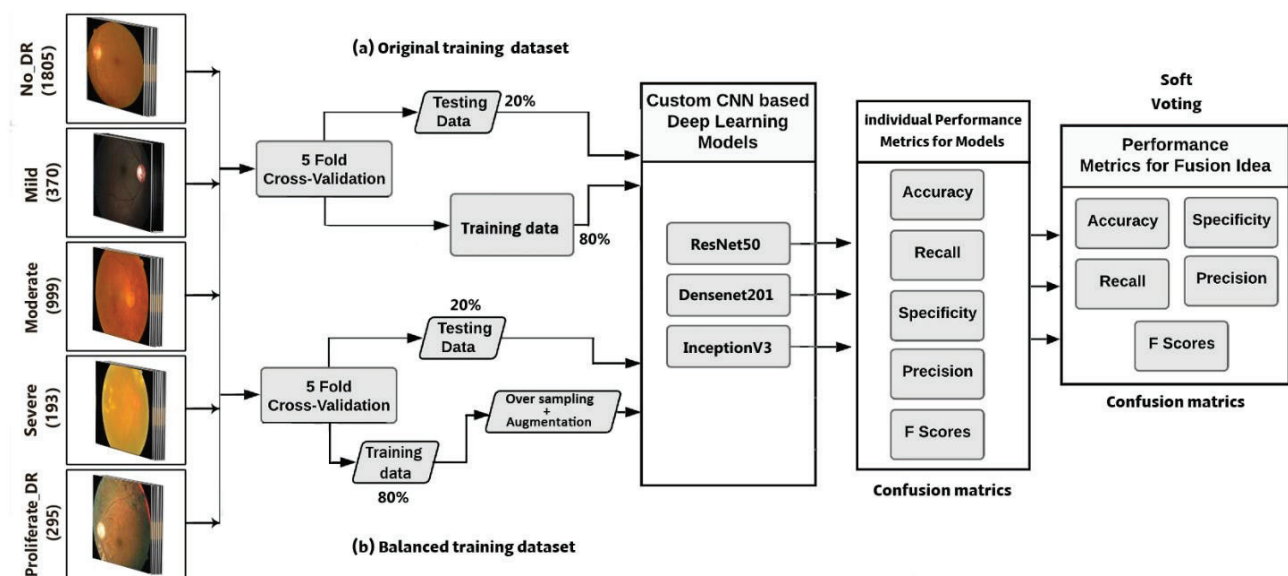 No_DR
(1805)
Mild
(370)
Moderate
(999)
Severe
(193)
Proliferate_DR
(295)
(a) Original training dataset
5 Fold
Cross-Validation
Testing
Data
20%
Training data
80%
5 Fold
Cross-Validation
20%
Testing
Data
Training
data
80%
Over sampling
+
Augmentation
(b) Balanced training dataset
Custom CNN based
Deep Learning
Models
ResNet50
Densenet201
InceptionV3
individual Performance
Metrics for Models
Accuracy
Recall
Specificity
Precision
F Scores
Confusion matrics
Soft
Voting
Performance
Metrics for Fusion Idea
Accuracy
Specificity
Recall
Precision
F Scores
Confusion matrics